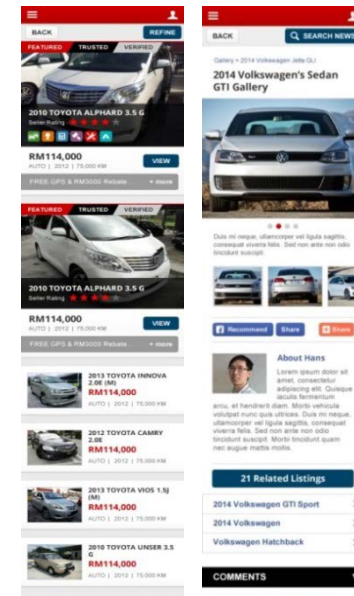 BACK
REFINE
FEATURED TRUSTED VERIFIED
2010 TOYOTA ALPHARD 3.5 G
Seller Rating
RM114,000
AUTO | 2012 | 75,000 KM
VIEW
FREE GPS & RM3000 Rebate + more
FEATURED TRUSTED VERIFIED
2010 TOYOTA ALPHARD 3.5 G
Seller Rating
RM114,000
AUTO | 2012 | 75,000 KM
VIEW
FREE GPS & RM3000 Rebate + more
2013 TOYOTA INNOVA
2.0E (M)
RM114,000
AUTO | 2012 | 75,000 KM
2012 TOYOTA CAMRY
2.0E
RM114,000
AUTO | 2012 | 75,000 KM
2013 TOYOTA VIOS 1.5J
(M)
RM114,000
AUTO | 2012 | 75,000 KM
2010 TOYOTA UNSER 3.5
G
RM114,000
AUTO | 2012 | 75,000 KM
BACK
SEARCH NEWS
Gallery > 2014 Volkswagen Jetta GLI
2014 Volkswagen's Sedan
GTI Gallery
Duis mi neque, ullamcorper vel ligula sagittis,
consequat viverra felis. Sed non ante non odio
tincidunt suscipit.
Recommend
Share
Share
About Hans
Lorem ipsum dolor sit
amet, consectetur
adipiscing elit. Quisque
iaculis fermentum
arcu, et hendrerit diam. Morbi vehicula
volutpat nunc quis ultrices. Duis mi neque,
ullamcorper vel ligula sagittis, consequat
viverra felis. Sed non ante non odio
tincidunt suscipit. Morbi tincidunt quam
nec augue mattis mollis.
21 Related Listings
2014 Volkswagen GTI Sport
2014 Volkswagen
Volkswagen Hatchback
COMMENTS